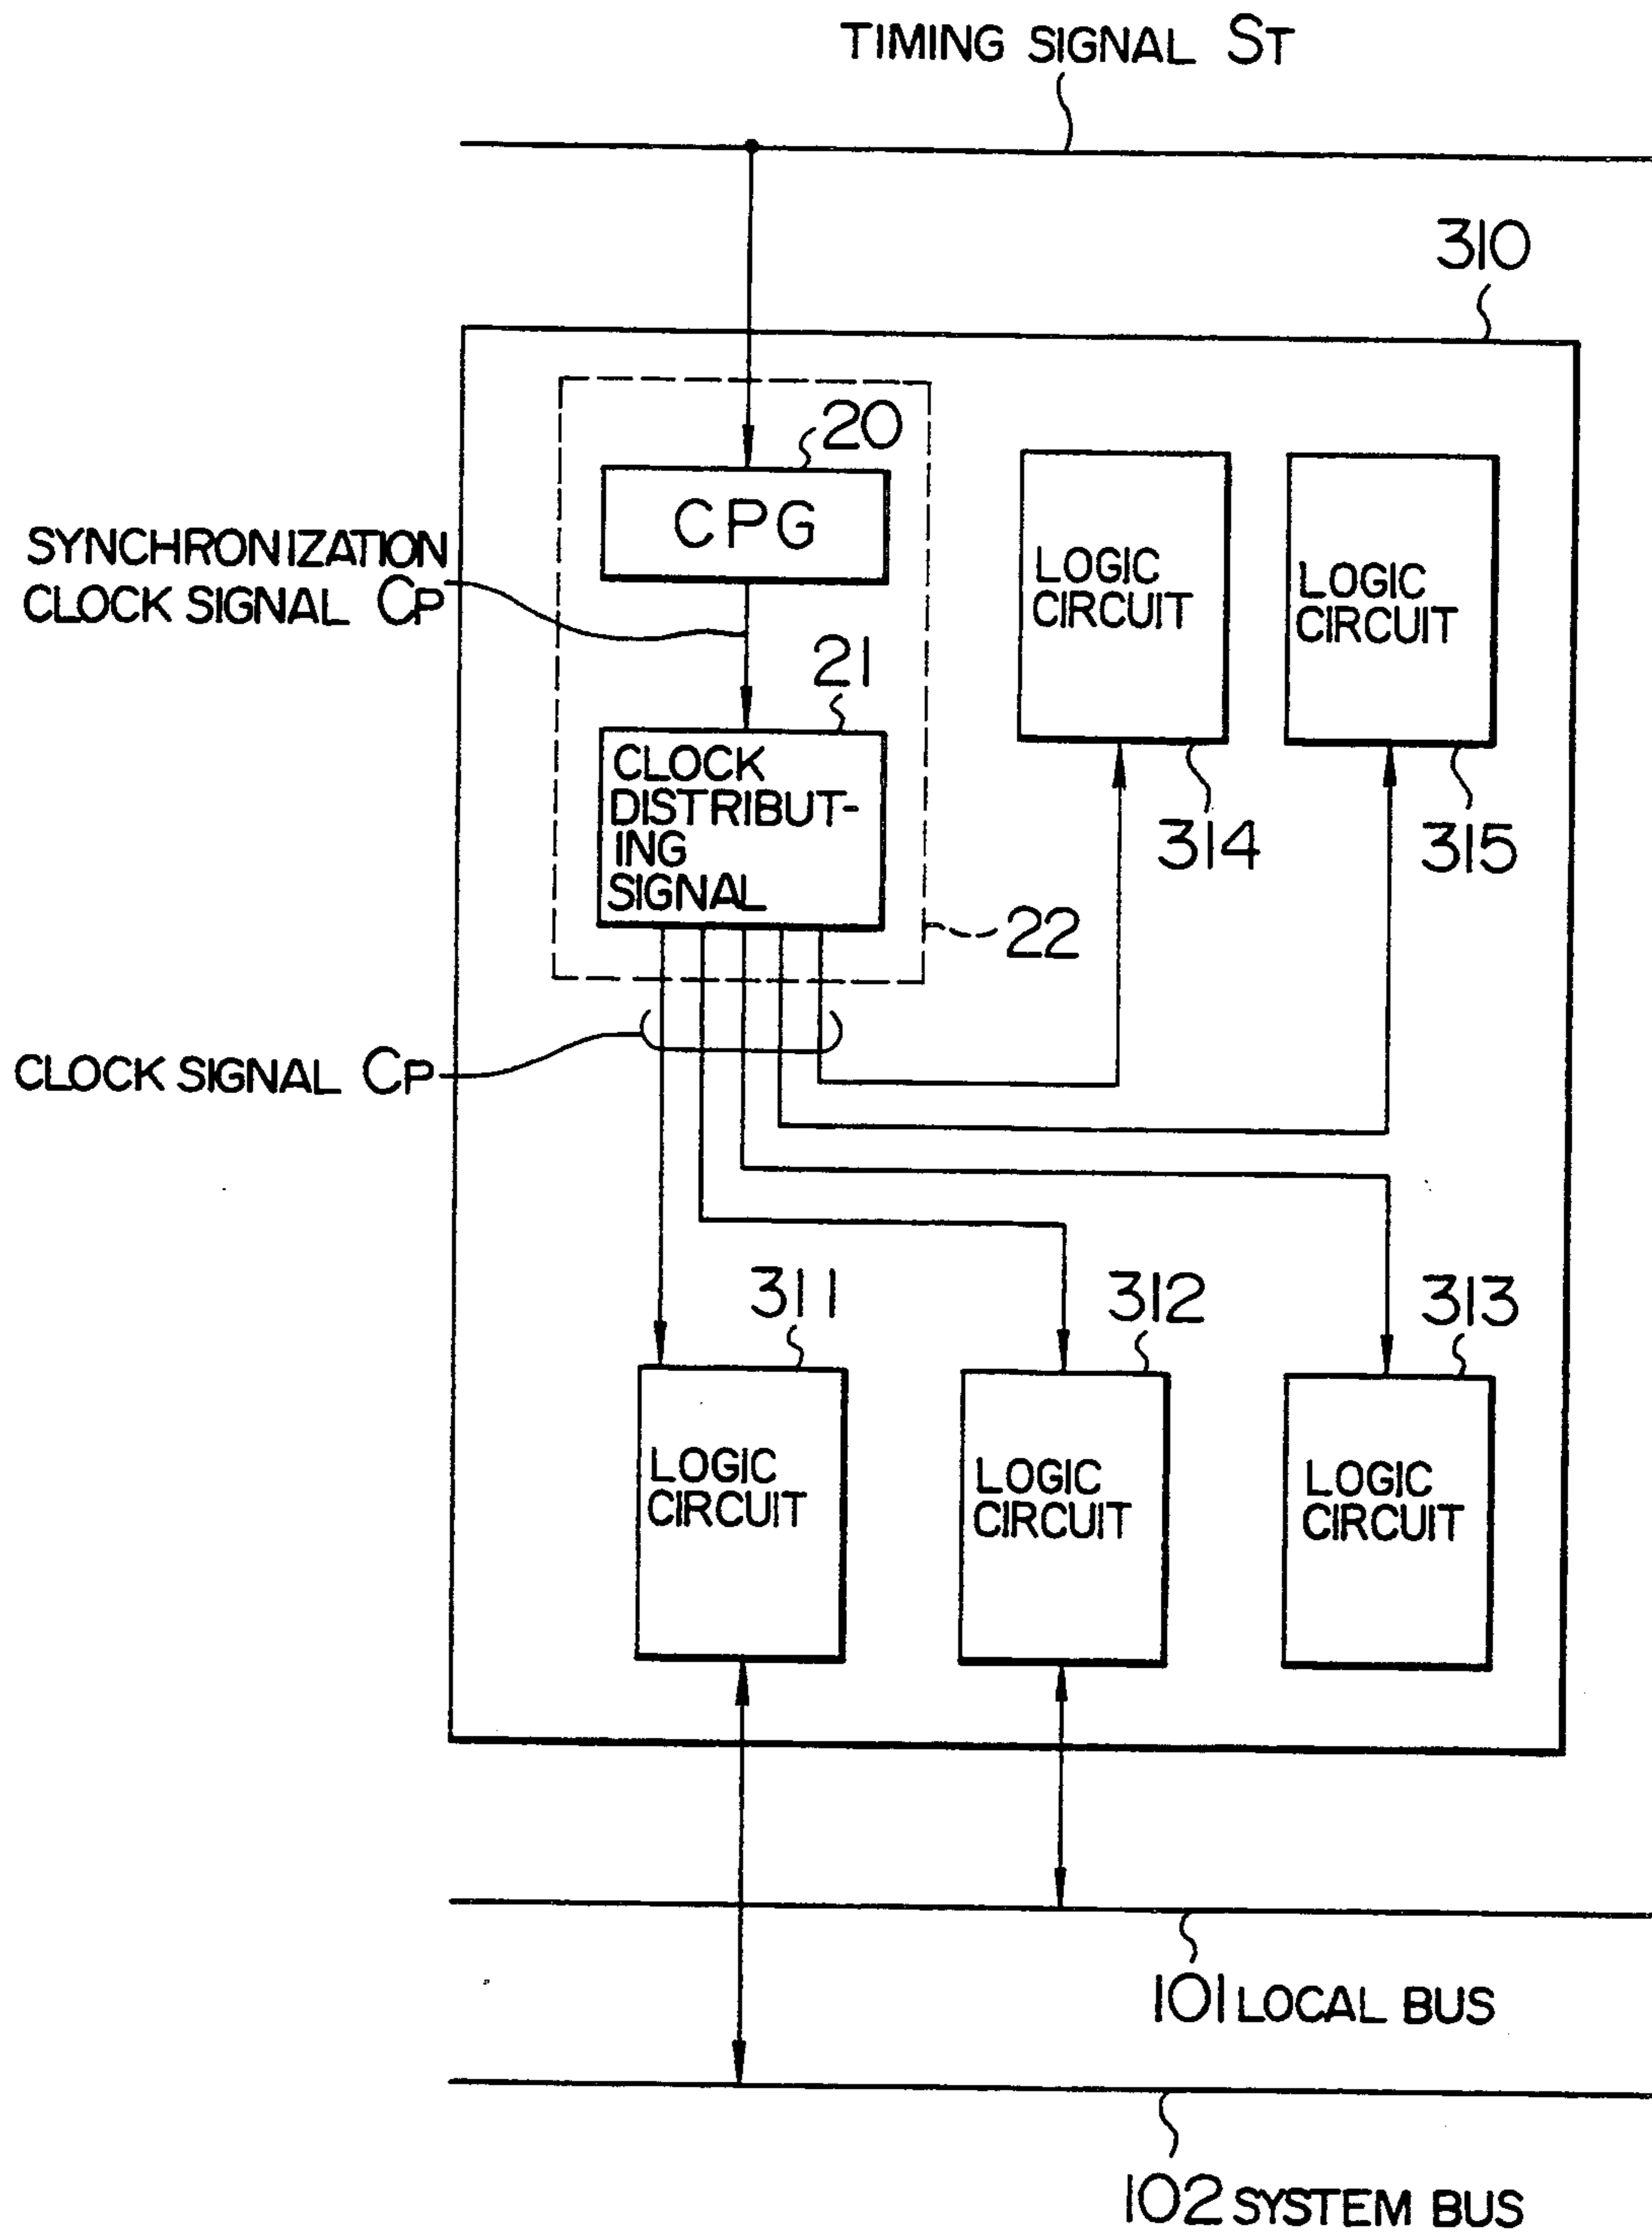 TIMING SIGNAL ST
310
20
CPG
SYNCHRONIZATION
CLOCK SIGNAL CP
21
CLOCK
DISTRIBUT-
ING
SIGNAL
22
LOGIC
CIRCUIT
314
LOGIC
CIRCUIT
315
CLOCK SIGNAL CP
311
312
313
LOGIC
CIRCUIT
LOGIC
CIRCUIT
LOGIC
CIRCUIT
101 LOCAL BUS
102 SYSTEM BUS